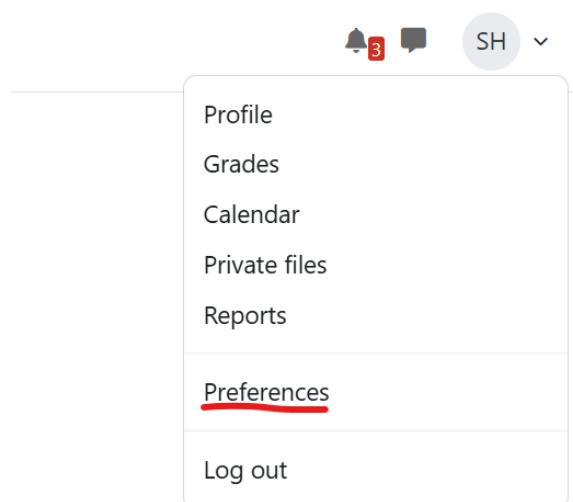 3
SH
Profile
Grades
Calendar
Private files
Reports
Preferences
Log out